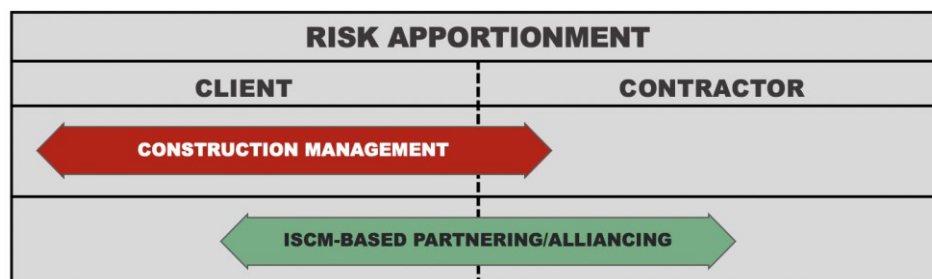 RISK APPORTIONMENT
CLIENT CONTRACTOR
CONSTRUCTION MANAGEMENT
ISCM-BASED PARTNERING/ALLIANCING